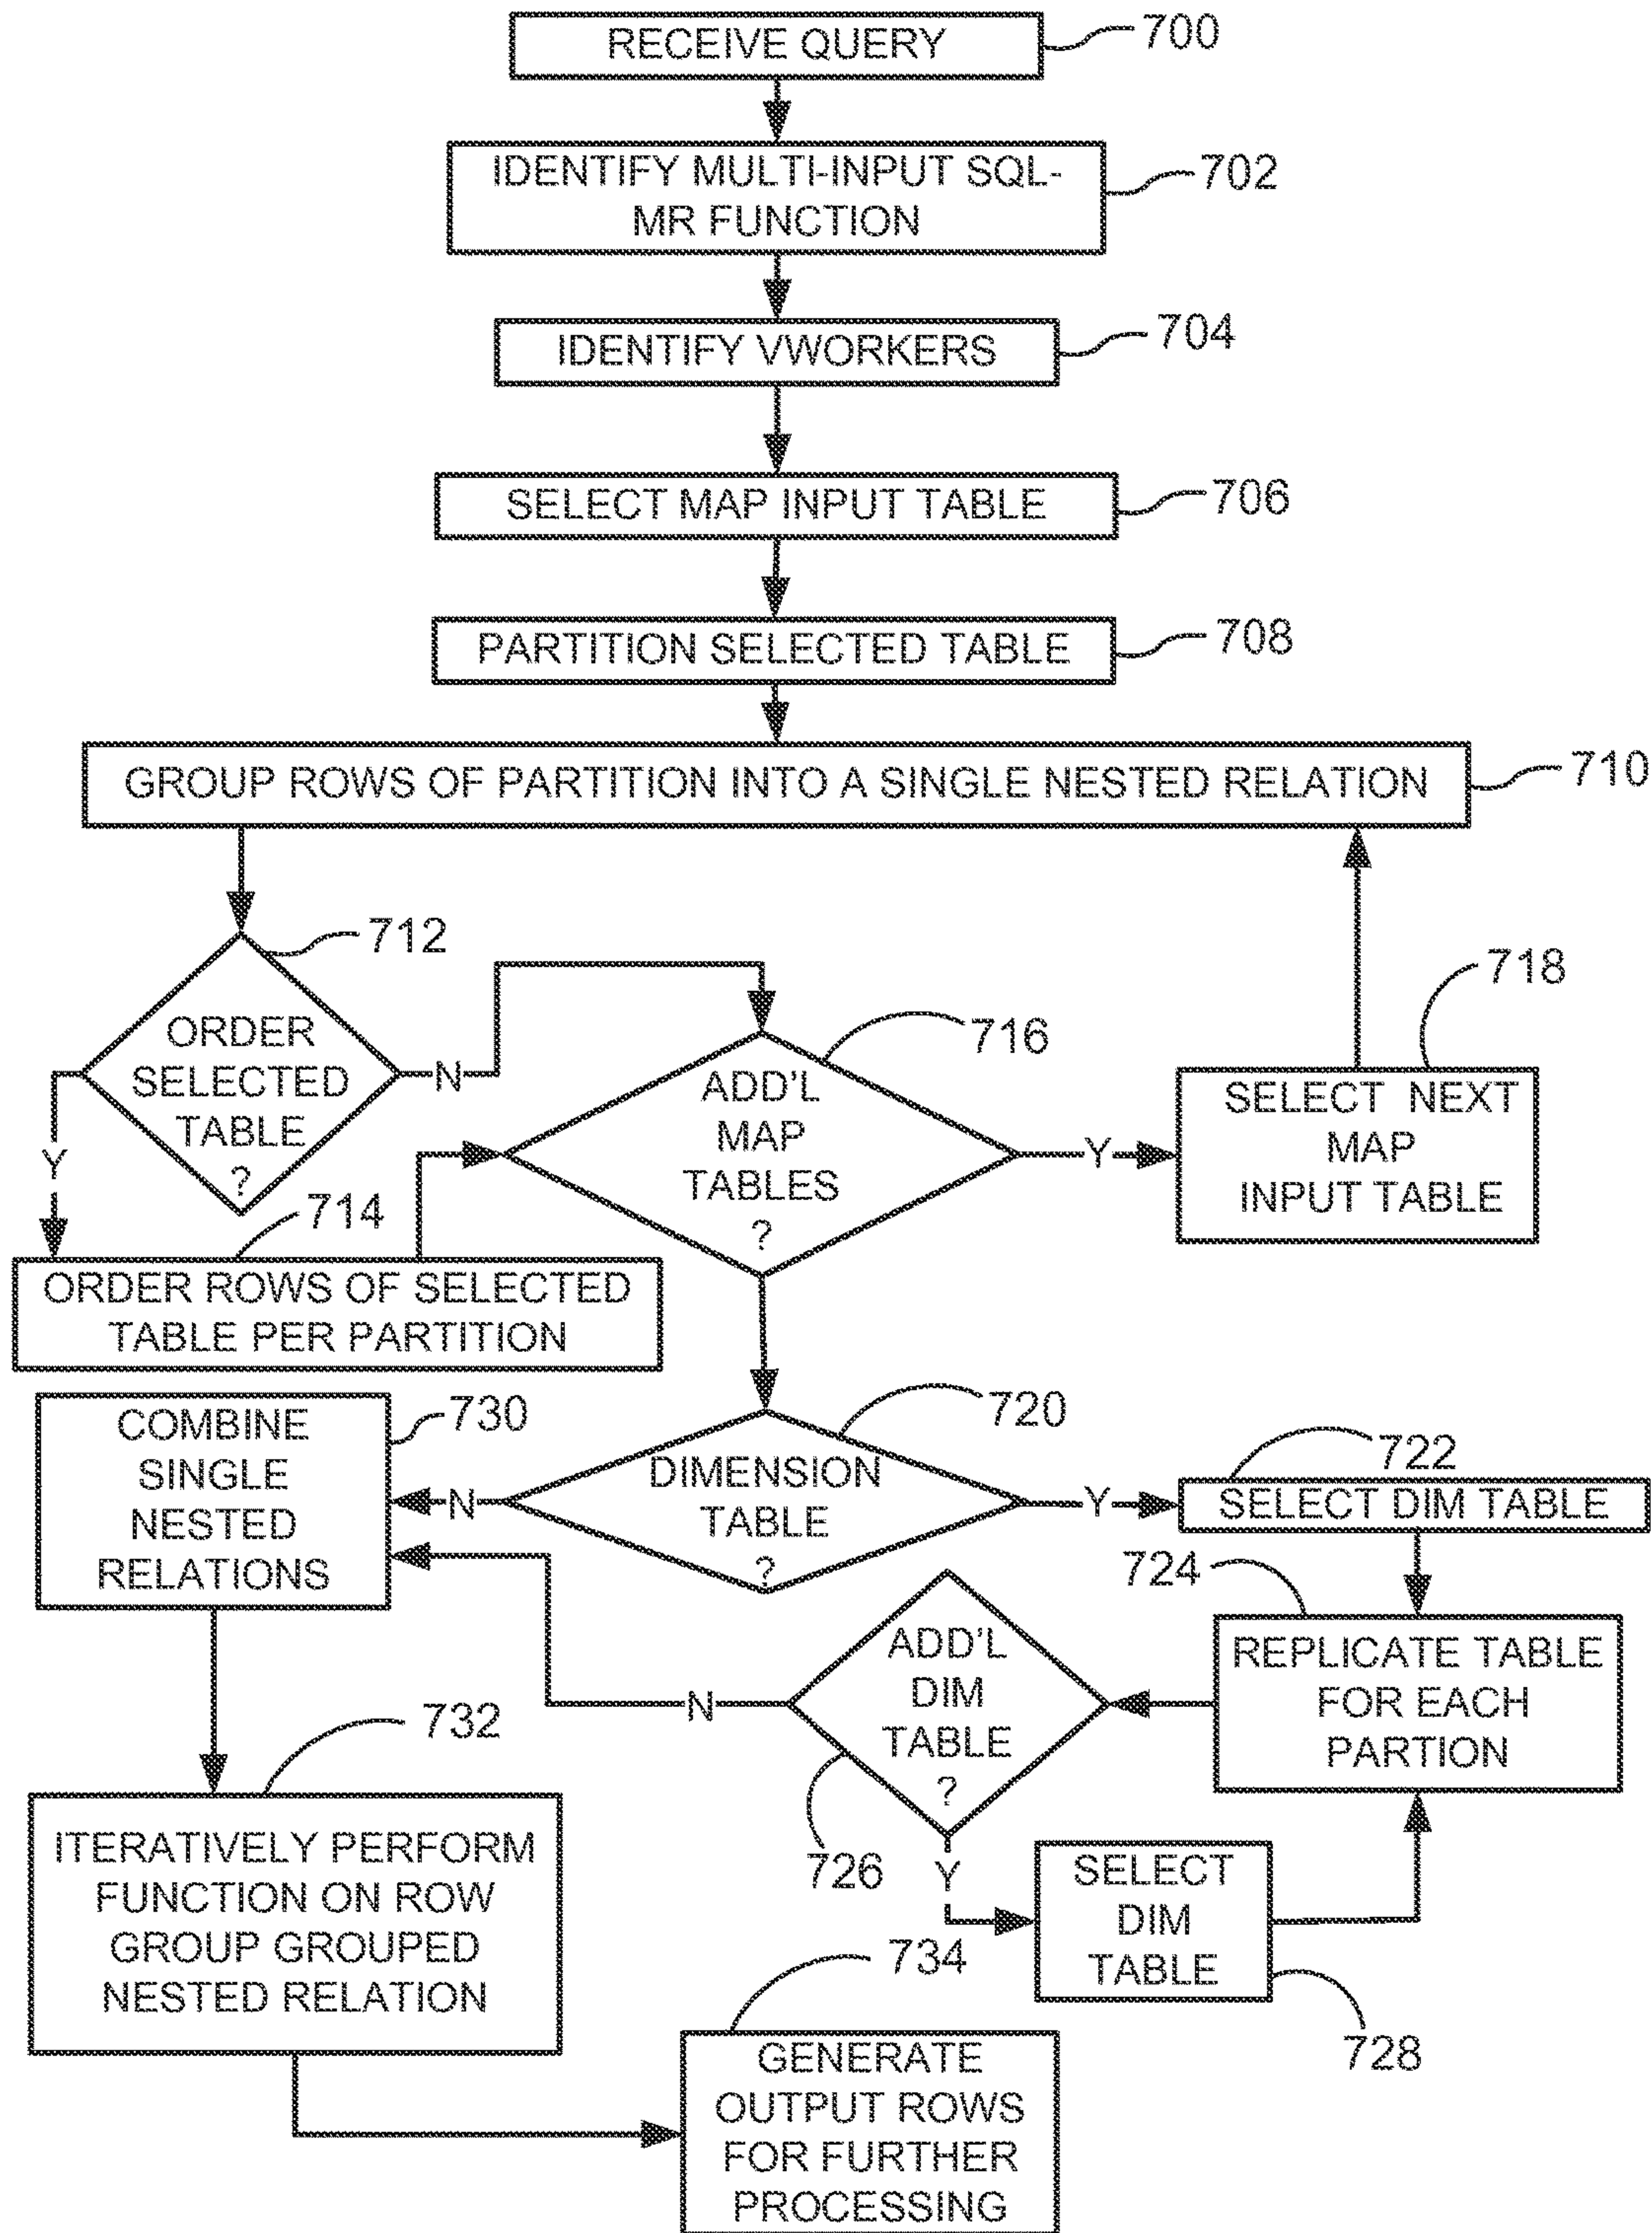 RECEIVE QUERY
700
IDENTIFY MULTI-INPUT SQL-
MR FUNCTION
702
IDENTIFY VWORKERS
704
SELECT MAP INPUT TABLE
706
PARTITION SELECTED TABLE
708
GROUP ROWS OF PARTITION INTO A SINGLE NESTED RELATION
710
712
ORDER
SELECTED
TABLE
?
N
Y
716
ADD'L
MAP
TABLES
?
Y
718
SELECT NEXT
MAP
INPUT TABLE
714
ORDER ROWS OF SELECTED
TABLE PER PARTITION
720
DIMENSION
TABLE
?
N
Y
722
SELECT DIM TABLE
730
COMBINE
SINGLE
NESTED
RELATIONS
724
REPLICATE TABLE
FOR EACH
PARTION
ADD'L
DIM
TABLE
?
N
726
Y
SELECT
DIM
TABLE
728
732
ITERATIVELY PERFORM
FUNCTION ON ROW
GROUP GROUPED
NESTED RELATION
734
GENERATE
OUTPUT ROWS
FOR FURTHER
PROCESSING